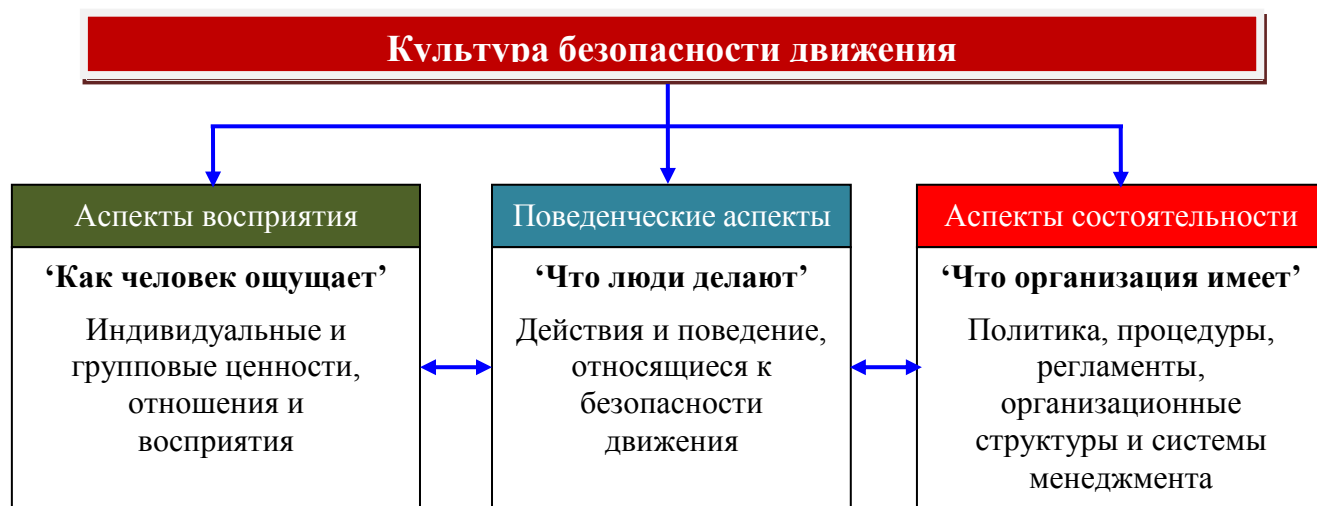 Культура безопасности движения
Аспекты восприятия
‘Как человек ощущает’
Индивидуальные и
групповые ценности,
отношения и
восприятия
Поведенческие аспекты
‘Что люди делают’
Действия и поведение,
относящиеся к
безопасности
движения
Аспекты состоятельности
‘Что организация имеет’
Политика, процедуры,
регламенты,
организационные
структуры и системы
менеджмента